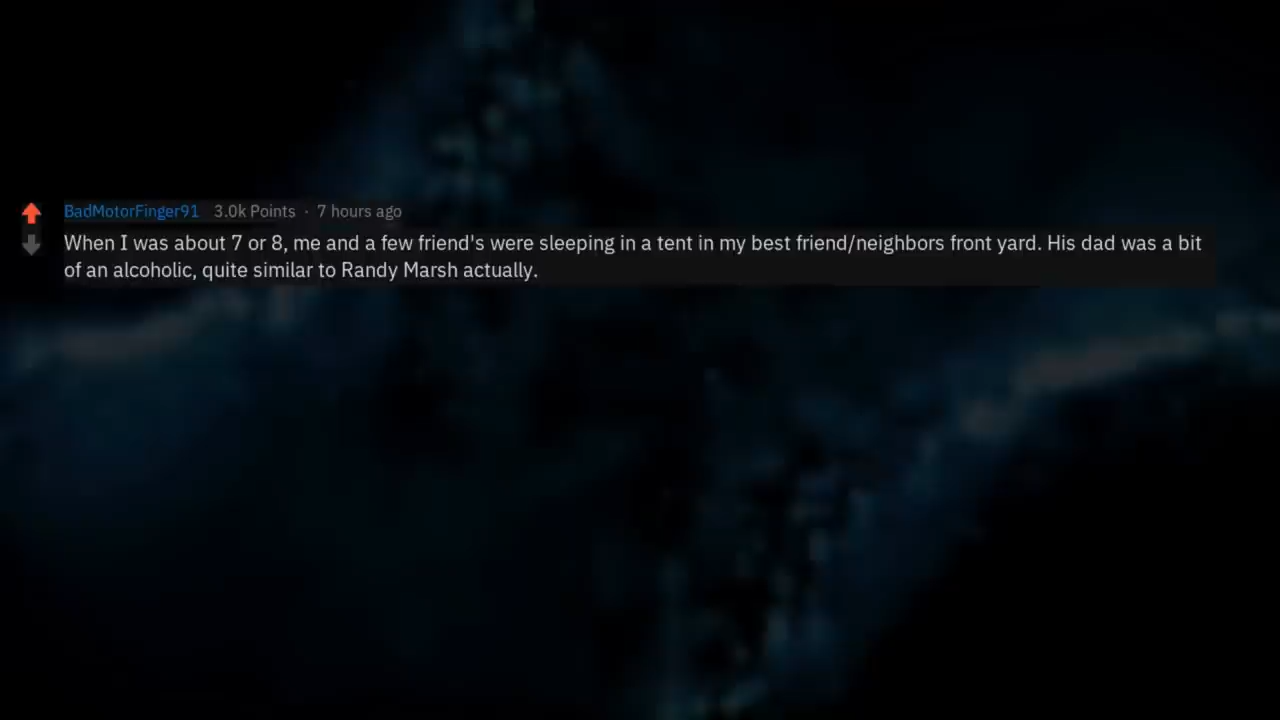 BadMotorFinger91 3.0k Points · 7 hours ago
When I was about 7 or 8, me and a few friend's were sleeping in a tent in my best friend/neighbors front yard. His dad was a bit
of an alcoholic, quite similar to Randy Marsh actually.